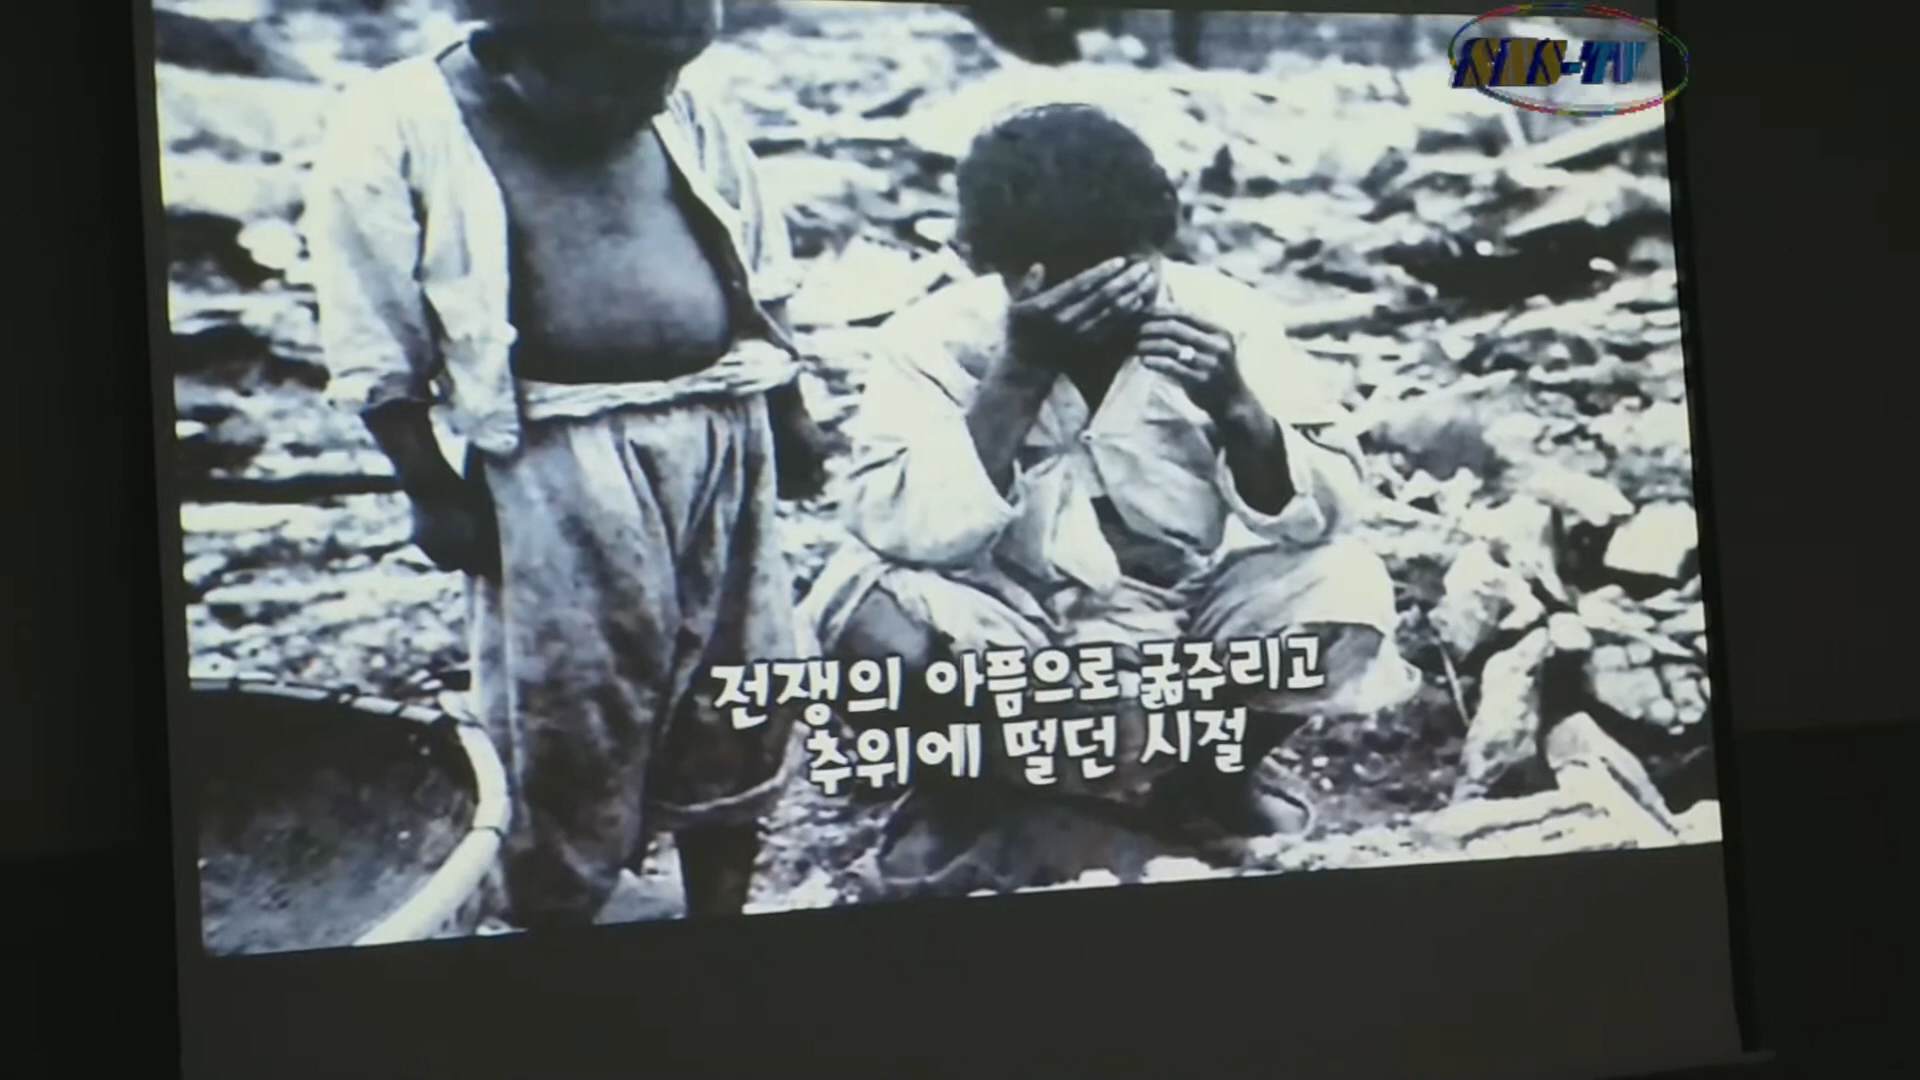 전쟁의 아픔으로 굶주리고
추위에 떨던 시절